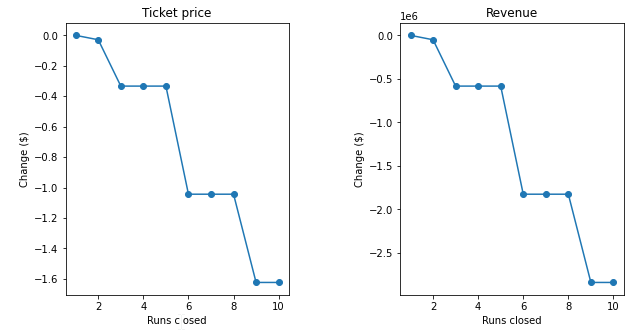 Ticket price
Change ($)
0.0
−0.2
−0.4
−0.6
−0.8
−1.0
−1.2
−1.4
−1.6
2 4 6 8 10
Runs c osed
Revenue
1e6
Change ($)
0.0
−0.5
−1.0
−1.5
−2.0
−2.5
2 4 6 8 10
Runs closed